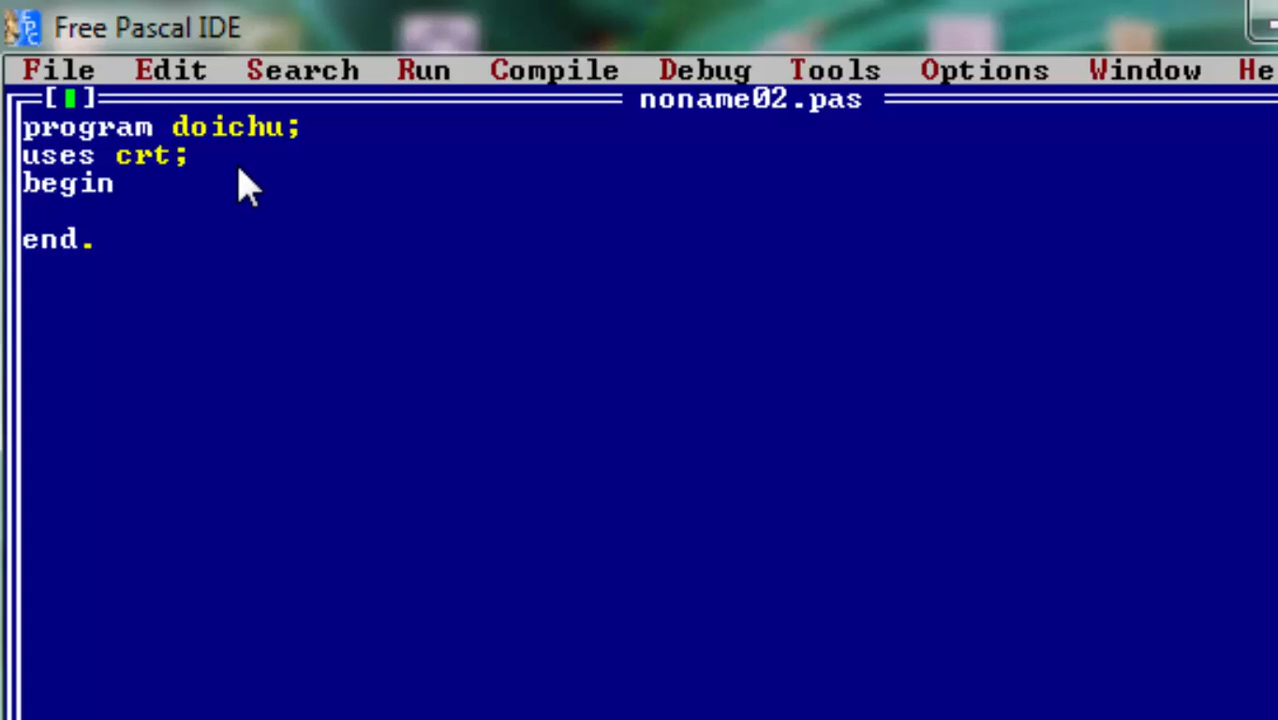 Free Pascal IDE
File Edit Search Run Compile Debug Tools Options Window He
[ ] noname02.pas
program doichu;
uses crt;
begin
end.